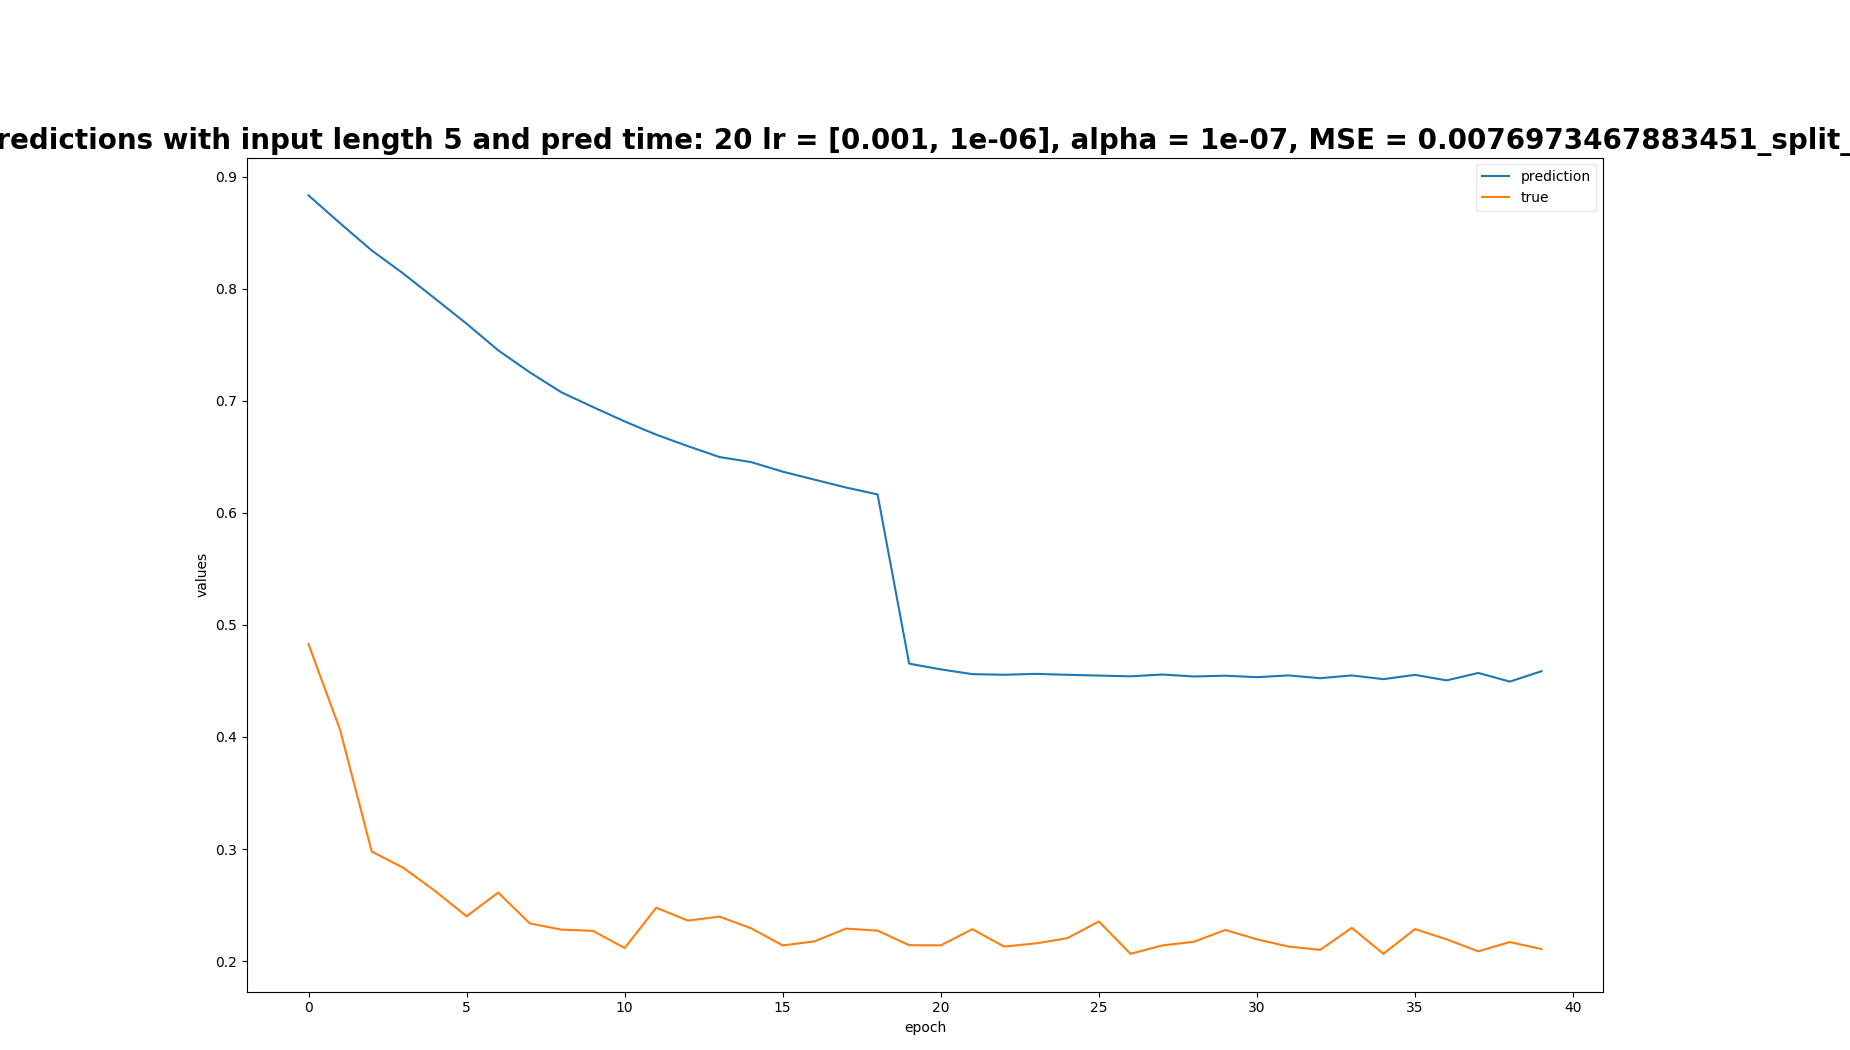 redictions with input length 5 and pred time: 20 lr = [0.001, 1e-06], alpha = 1e-07, MSE = 0.0076973467883451_split_
prediction
true
0.9
0.8
0.7
0.6
0.5
0.4
0.3
0.2
values
0 5 10 15 20 25 30 35 40
epoch